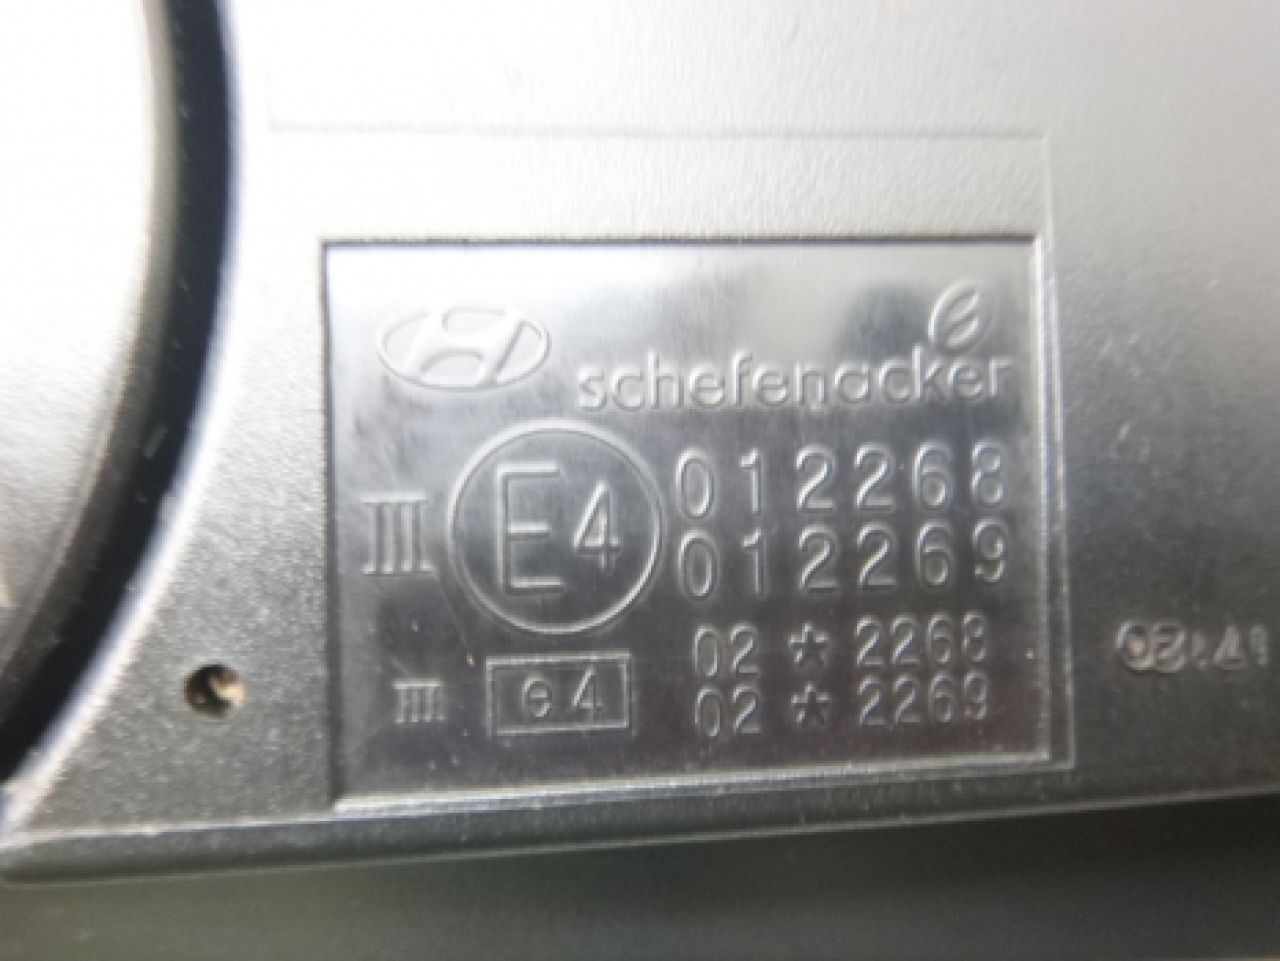 schefenacker
III E4 012268
012269
III e4 02 * 2268
02 * 2269